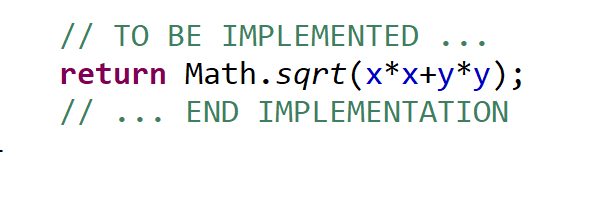 // TO BE IMPLEMENTED ...
return Math.sqrt(x*x+y*y);
// ... END IMPLEMENTATION